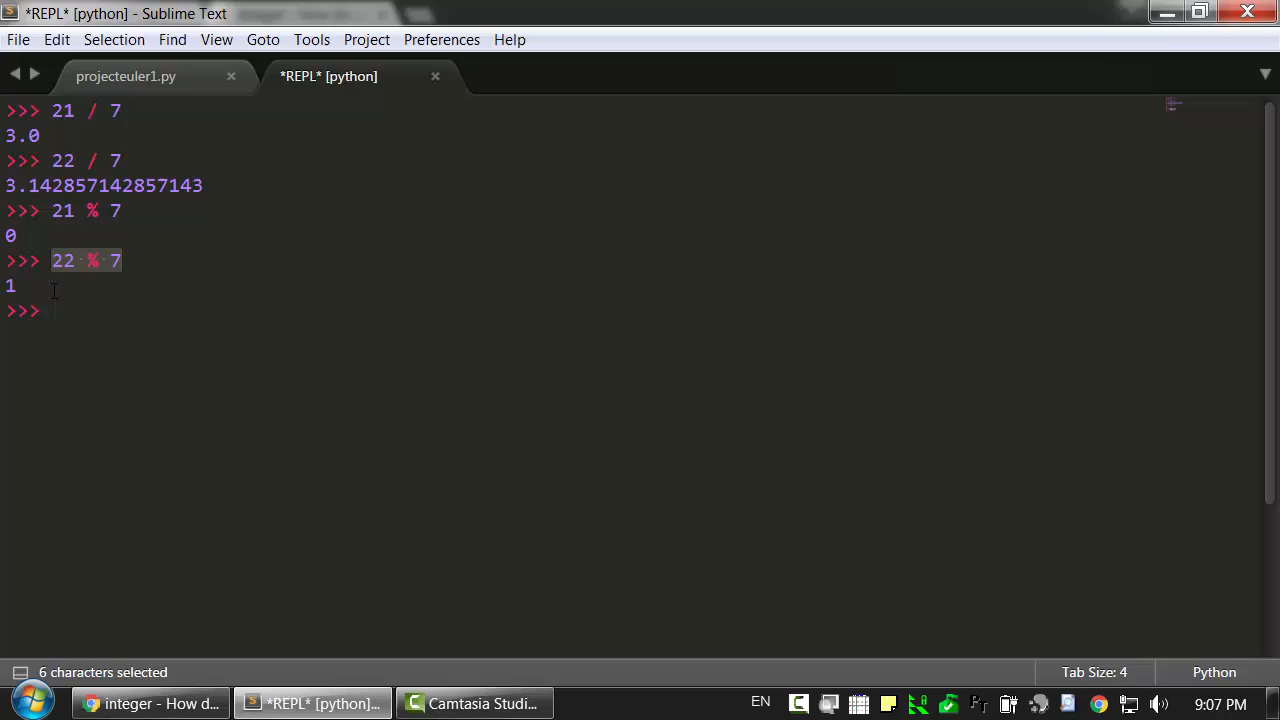 *REPL* [python] - Sublime Text
File Edit Selection Find View Goto Tools Project Preferences Help
projecteuler1.py × *REPL* [python] ×
>>> 21 / 7
3.0
>>> 22 / 7
3.142857142857143
>>> 21 % 7
0
>>> 22 % 7
1
>>>
6 characters selected Tab Size: 4 Python
integer - How d... *REPL* [python]... Camtasia Studi... EN 9:07 PM